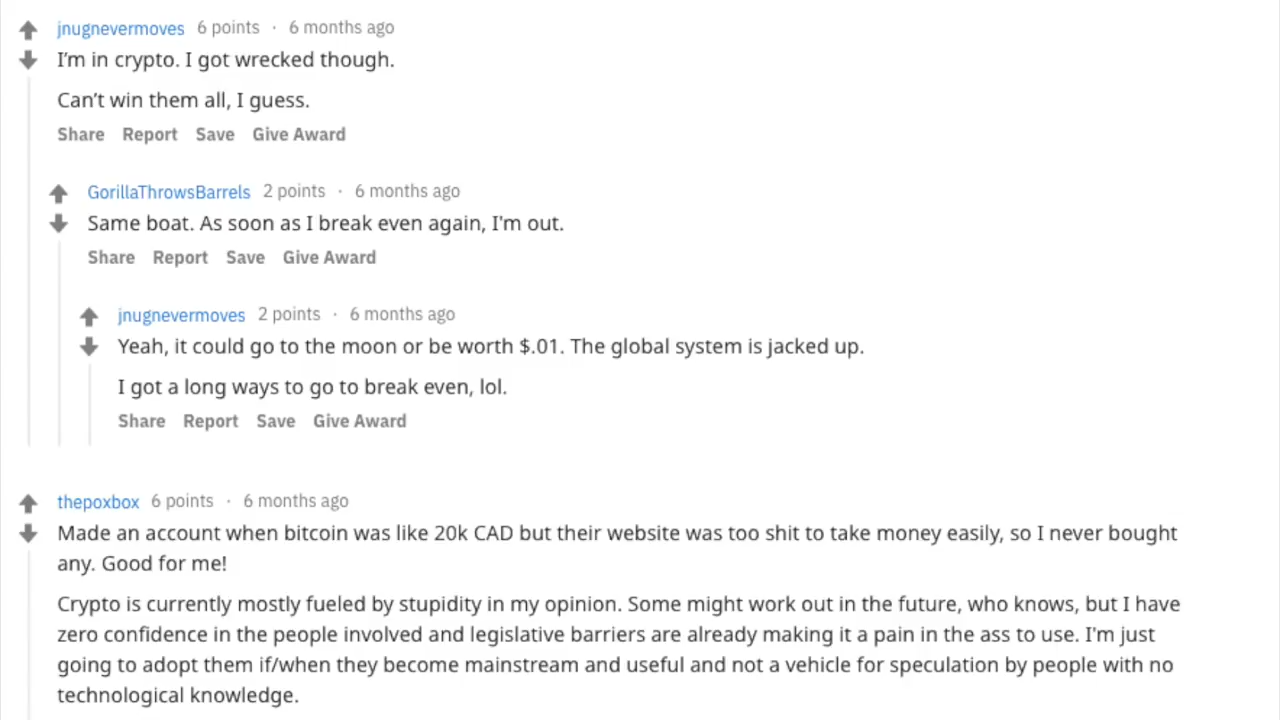 jnugnevermoves 6 points · 6 months ago
I’m in crypto. I got wrecked though.
Can’t win them all, I guess.
Share Report Save Give Award
GorillaThrowsBarrels 2 points · 6 months ago
Same boat. As soon as I break even again, I'm out.
Share Report Save Give Award
jnugnevermoves 2 points · 6 months ago
Yeah, it could go to the moon or be worth $.01. The global system is jacked up.
I got a long ways to go to break even, lol.
Share Report Save Give Award
thepoxbox 6 points · 6 months ago
Made an account when bitcoin was like 20k CAD but their website was too shit to take money easily, so I never bought
any. Good for me!
Crypto is currently mostly fueled by stupidity in my opinion. Some might work out in the future, who knows, but I have
zero confidence in the people involved and legislative barriers are already making it a pain in the ass to use. I'm just
going to adopt them if/when they become mainstream and useful and not a vehicle for speculation by people with no
technological knowledge.